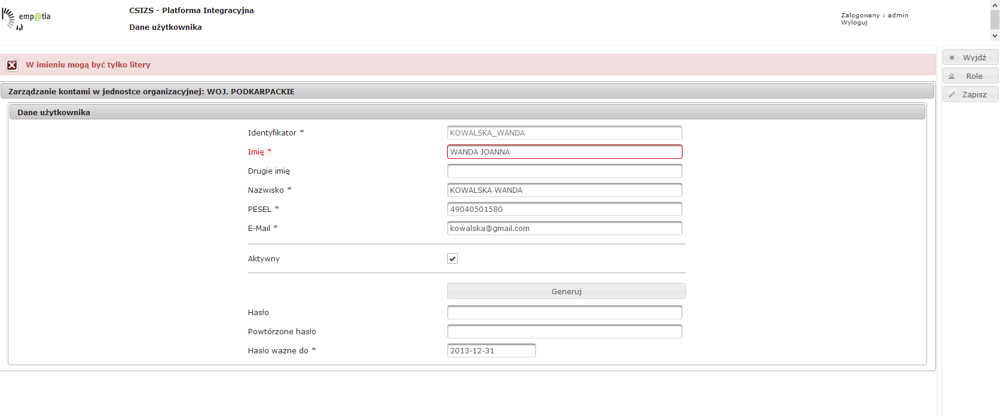 emp@tia
CSIZS - Platforma Integracyjna
Dane użytkownika
Zalogowany : admin
Wyloguj
W imieniu mogą być tylko litery
Wyjdź
Role
Zapisz
Zarządzanie kontami w jednostce organizacyjnej: WOJ. PODKARPACKIE
Dane użytkownika
Identyfikator * KOWALSKA_WANDA
Imię * WANDA JOANNA
Drugie imię
Nazwisko * KOWALSKA WANDA
PESEL * 49040501580
E-Mail * kowalska@gmail.com
Aktywny
Generuj
Hasło
Powtórzone hasło
Hasło ważne do * 2013-12-31